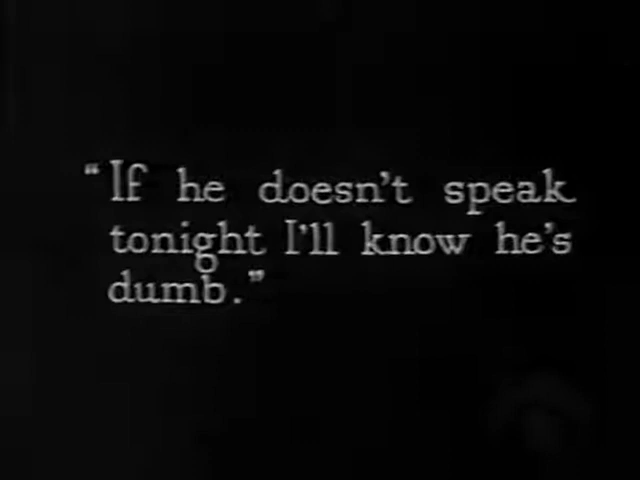 “If he doesn't speak
tonight I'll know he's
dumb.”